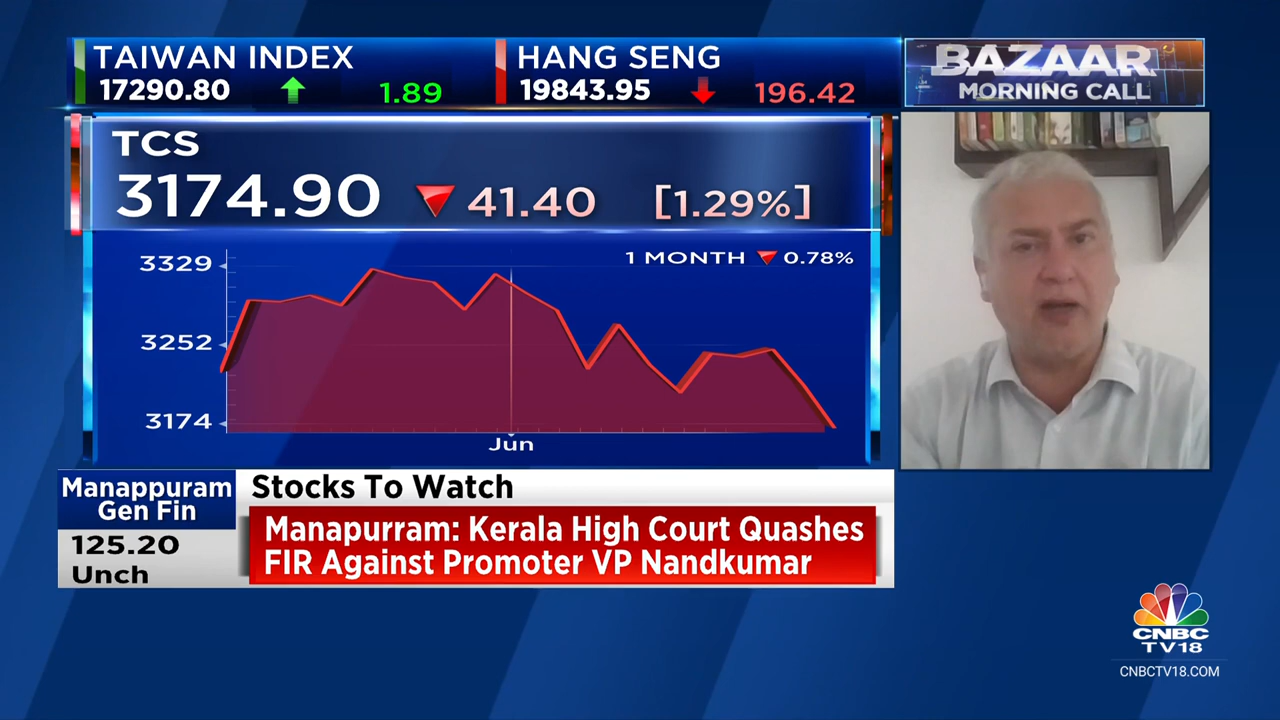 TAIWAN INDEX
17290.80 1.89
HANG SENG
19843.95 196.42
BAZAAR
MORNING CALL
TCS
3174.90 41.40 [1.29%]
1 MONTH 0.78%
3329
3252
3174
Jun
Manappuram
Gen Fin
125.20
Unch
Stocks To Watch
Manapurram: Kerala High Court Quashes
FIR Against Promoter VP Nandkumar
CNBC
TV18
CNBCTV18.COM